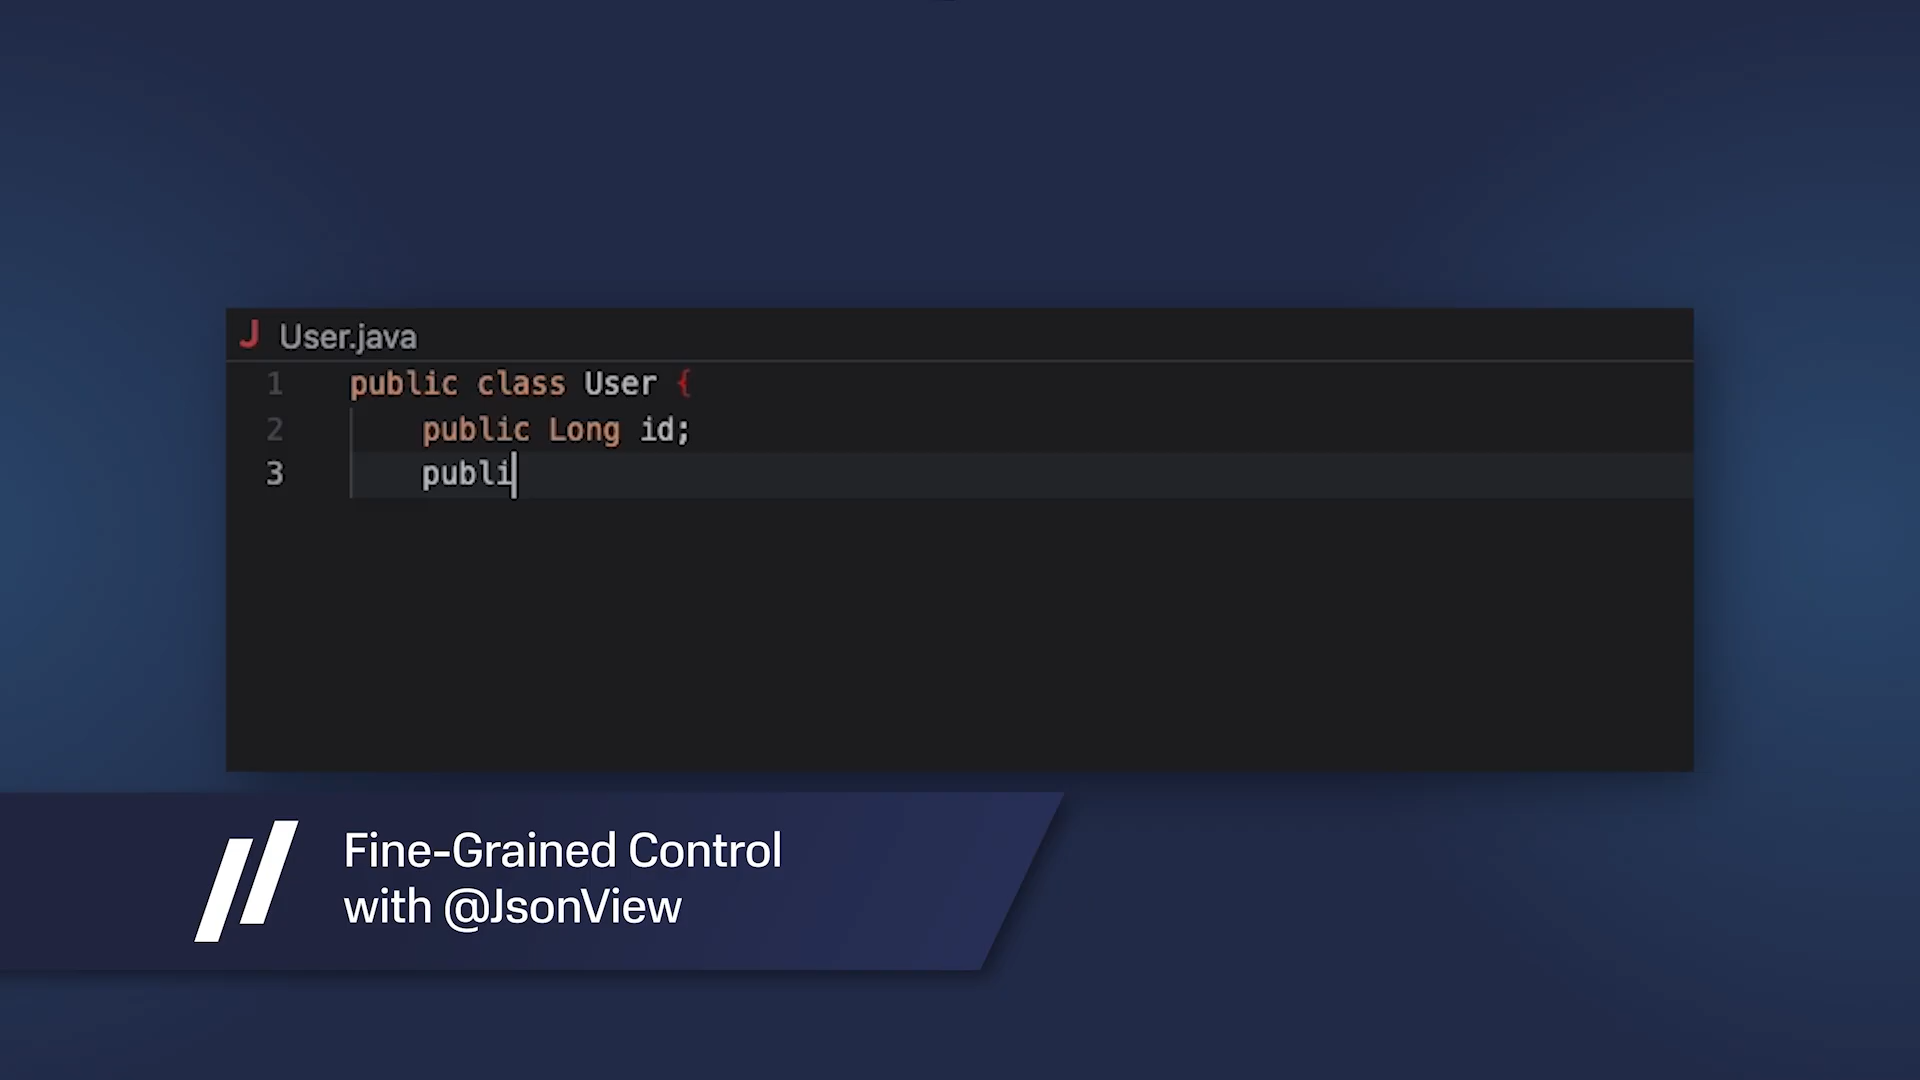 J User.java
1 public class User {
2 public Long id;
3 publi
Fine-Grained Control
with @JsonView